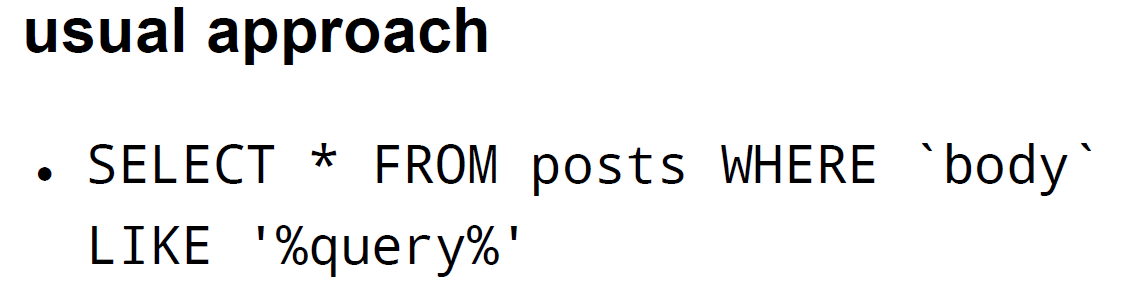 usual approach
• SELECT * FROM posts WHERE `body`
LIKE '%query%'